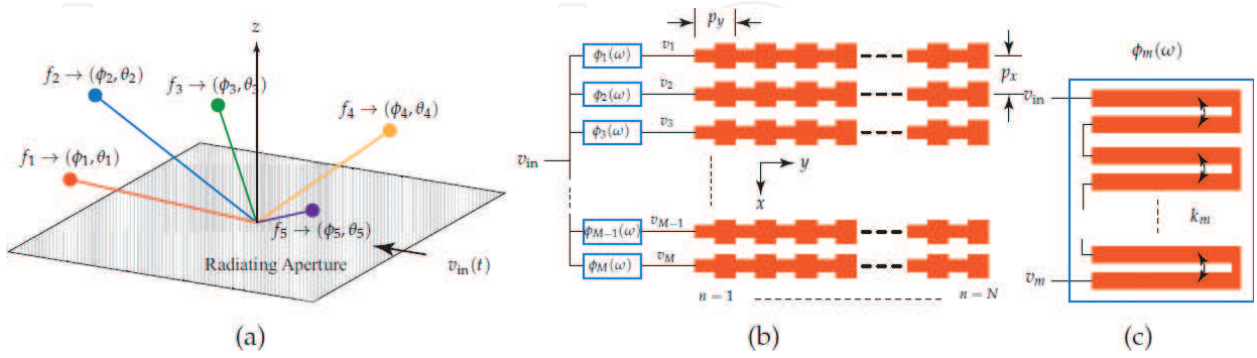 z
f₂ → (ϕ₂, θ₂)
f₃ → (ϕ₃, θ₃)
f₄ → (ϕ₄, θ₄)
f₁ → (ϕ₁, θ₁)
f₅ → (ϕ₅, θ₅)
Radiating Aperture
v_in(t)
(a)
p_y
ϕ₁(ω) v₁
ϕ₂(ω) v₂
ϕ₃(ω) v₃
p_x
v_in
y
x
ϕ_{M−1}(ω) v_{M−1}
ϕ_M(ω) v_M
n = 1
n = N
(b)
ϕ_m(ω)
v_in
k_m
v_m
(c)